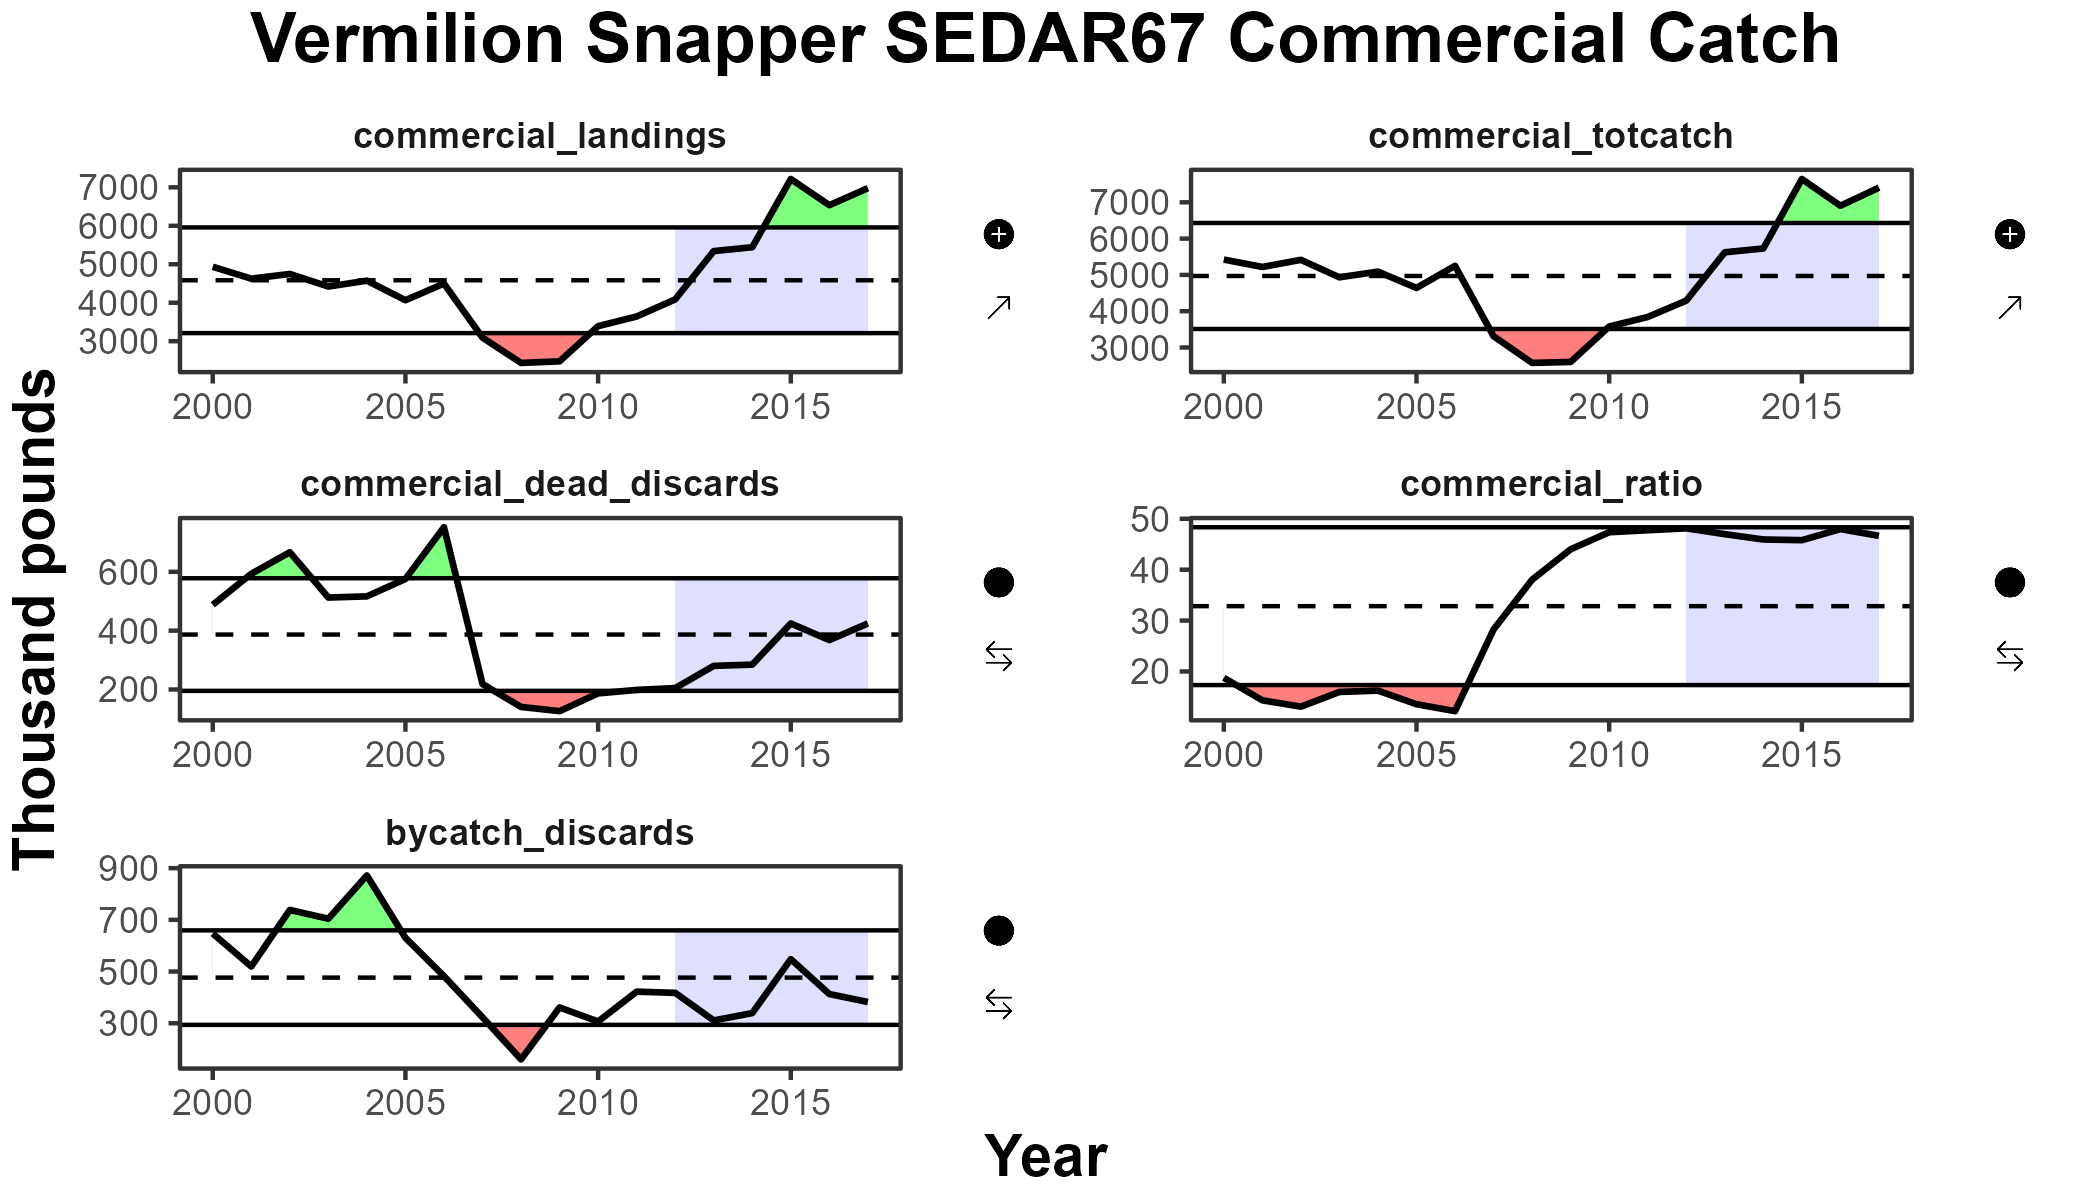 Vermilion Snapper SEDAR67 Commercial Catch
commercial_landings
7000
6000
5000
4000
3000
2000 2005 2010 2015
commercial_totcatch
7000
6000
5000
4000
3000
2000 2005 2010 2015
Thousand pounds
commercial_dead_discards
600
400
200
2000 2005 2010 2015
commercial_ratio
50
40
30
20
2000 2005 2010 2015
bycatch_discards
900
700
500
300
2000 2005 2010 2015
Year